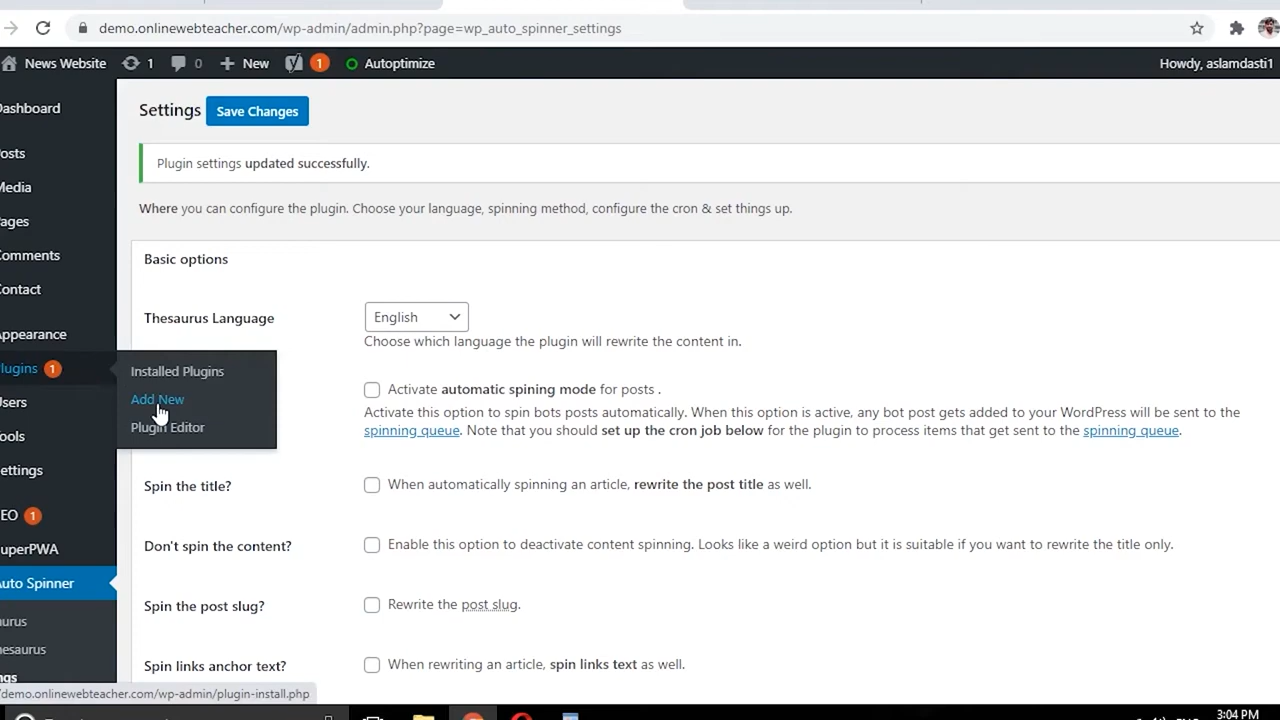 demo.onlinewebteacher.com/wp-admin/admin.php?page=wp_auto_spinner_settings
News Website 1 0 New 1 Autoptimize Howdy, aslamdasti1
ashboard
Settings Save Changes
osts
Plugin settings updated successfully.
edia
Where you can configure the plugin. Choose your language, spinning method, configure the cron & set things up.
ages
omments
Basic options
ontact
Thesaurus Language English
ppearance
Choose which language the plugin will rewrite the content in.
lugins 1
Installed Plugins
Activate automatic spining mode for posts .
Add New
sers
Activate this option to spin bots posts automatically. When this option is active, any bot post gets added to your WordPress will be sent to the
Plugin Editor
spinning queue. Note that you should set up the cron job below for the plugin to process items that get sent to the spinning queue.
ools
ettings
Spin the title? When automatically spinning an article, rewrite the post title as well.
EO 1
uperPWA
Don't spin the content? Enable this option to deactivate content spinning. Looks like a weird option but it is suitable if you want to rewrite the title only.
uto Spinner
Spin the post slug? Rewrite the post slug.
aurus
hesaurus
Spin links anchor text? When rewriting an article, spin links text as well.
ngs
demo.onlinewebteacher.com/wp-admin/plugin-install.php
3:04 PM